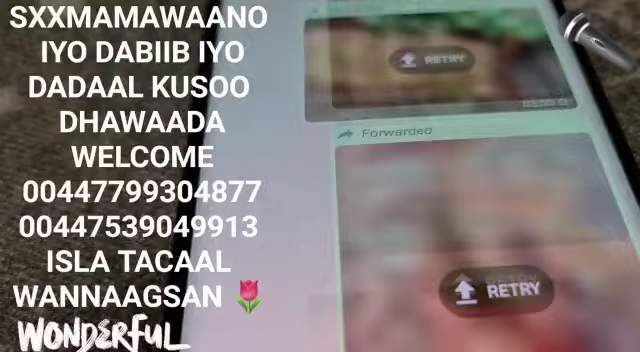 SXXMAMAWAANO
IYO DABIIB IYO
DADAAL KUSOO
DHAWAADA
WELCOME
00447799304877
00447539049913
ISLA TACAAL
WANNAAGSAN 🌷
WONDERFUL
RETRY
Forwarded
RETRY